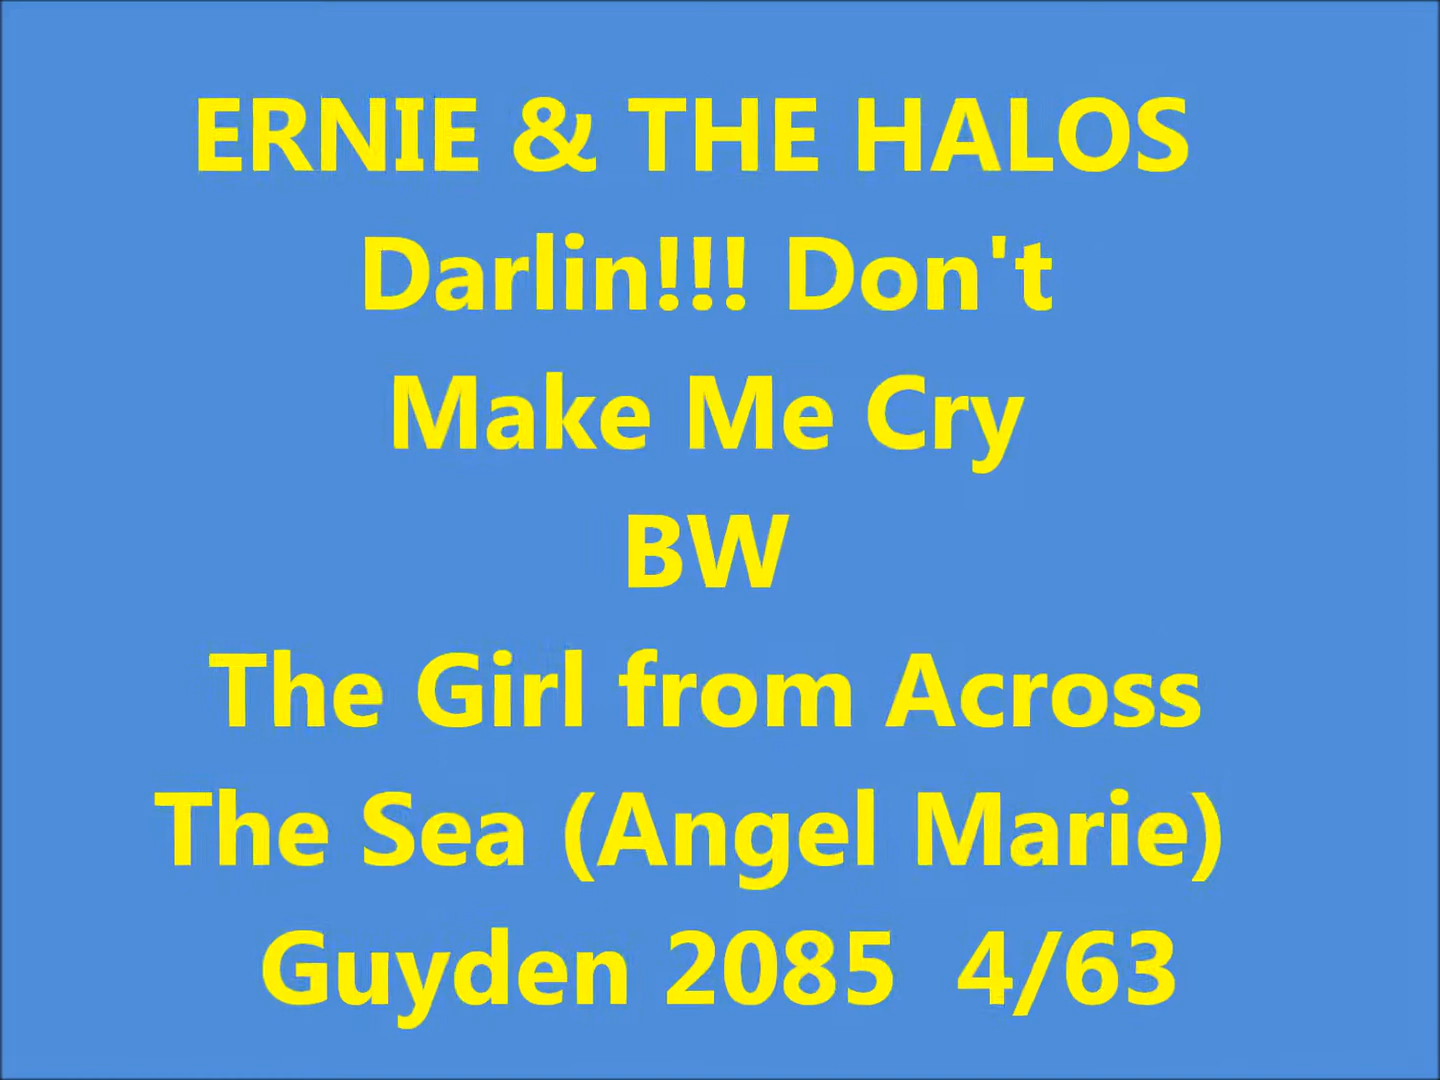 ERNIE & THE HALOS
Darlin!!! Don't
Make Me Cry
BW
The Girl from Across
The Sea (Angel Marie)
Guyden 2085  4/63